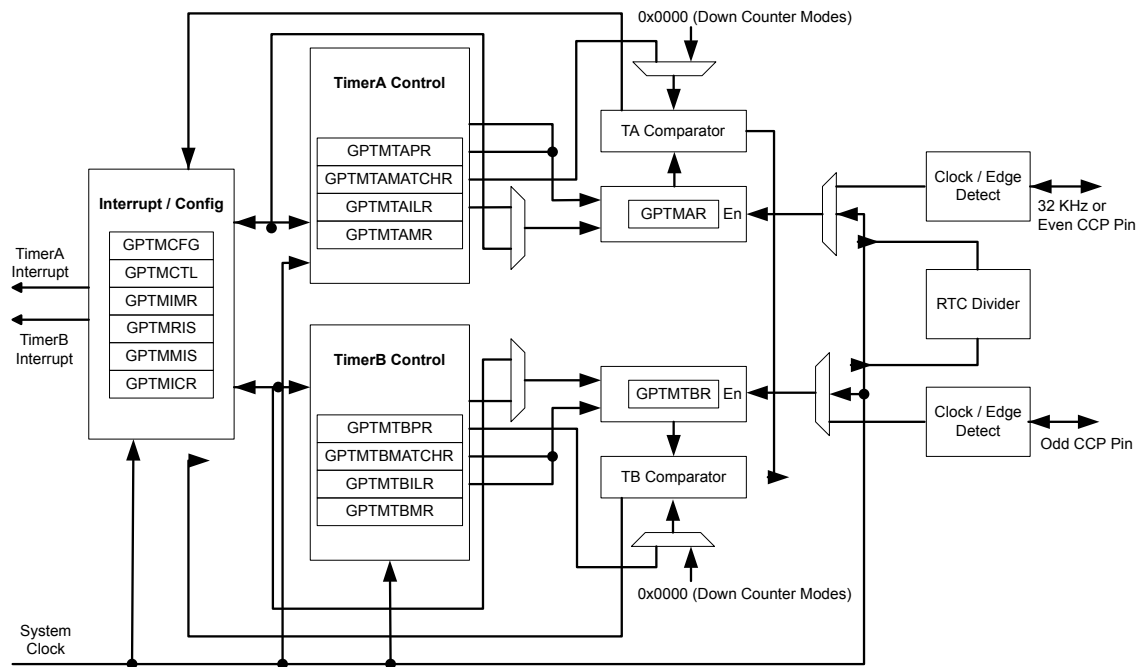 0x0000 (Down Counter Modes)
TimerA Control
GPTMTAPR
GPTMTAMATCHR
GPTMTAILR
GPTMTAMR
TA Comparator
GPTMAR
En
Clock / Edge
Detect
32 KHz or
Even CCP Pin
Interrupt / Config
GPTMCFG
GPTMCTL
GPTMIMR
GPTMRIS
GPTMMIS
GPTMICR
TimerA
Interrupt
TimerB
Interrupt
RTC Divider
TimerB Control
GPTMTBPR
GPTMTBMATCHR
GPTMTBILR
GPTMTBMR
GPTMTBR
En
TB Comparator
Clock / Edge
Detect
Odd CCP Pin
0x0000 (Down Counter Modes)
System
Clock